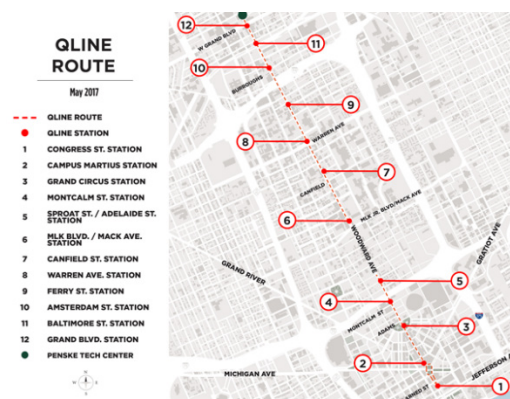 QLINE
ROUTE
May 2017
QLINE ROUTE
QLINE STATION
1 CONGRESS ST. STATION
2 CAMPUS MARTIUS STATION
3 GRAND CIRCUS STATION
4 MONTCALM ST. STATION
5 SPROAT ST. / ADELAIDE ST.
STATION
6 MLK BLVD. / MACK AVE.
STATION
7 CANFIELD ST. STATION
8 WARREN AVE. STATION
9 FERRY ST. STATION
10 AMSTERDAM ST. STATION
11 BALTIMORE ST. STATION
12 GRAND BLVD. STATION
PENSKE TECH CENTER
N
W E
S
12
W GRAND BLVD
11
10
BURROUGHS
9
8
WARREN AVE
7
CANFIELD
6
MLK JR. BLVD/MACK AVE
WOODWARD AVE
GRATIOT AVE
GRAND RIVER
5
4
MONTCALM ST
ADAMS
3
2
MICHIGAN AVE
JEFFERSON A
1
ARNED ST